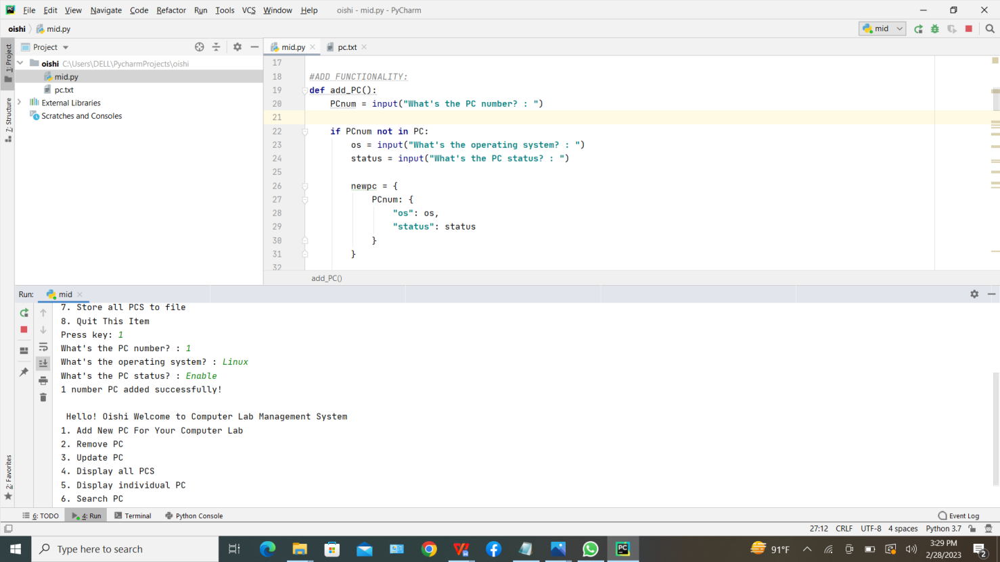 File Edit View Navigate Code Refactor Run Tools VCS Window Help oishi - mid.py - PyCharm
oishi mid.py mid
1: Project
7: Structure
2: Favorites
Project
oishi C:\Users\DELL\PycharmProjects\oishi
mid.py
pc.txt
External Libraries
Scratches and Consoles
mid.py pc.txt
17
18 #ADD FUNCTIONALITY:
19 def add_PC():
20 PCnum = input("What's the PC number? : ")
21
22 if PCnum not in PC:
23 os = input("What's the operating system? : ")
24 status = input("What's the PC status? : ")
25
26 newpc = {
27 PCnum: {
28 "os": os,
29 "status": status
30 }
31 }
32
add_PC()
Run: mid
7. Store all PCS to file
8. Quit This Item
Press key: 1
What's the PC number? : 1
What's the operating system? : Linux
What's the PC status? : Enable
1 number PC added successfully!
Hello! Oishi Welcome to Computer Lab Management System
1. Add New PC For Your Computer Lab
2. Remove PC
3. Update PC
4. Display all PCS
5. Display individual PC
6. Search PC
6: TODO 4: Run Terminal Python Console Event Log
27:12 CRLF UTF-8 4 spaces Python 3.7
Type here to search 91°F 3:29 PM
2/28/2023 2